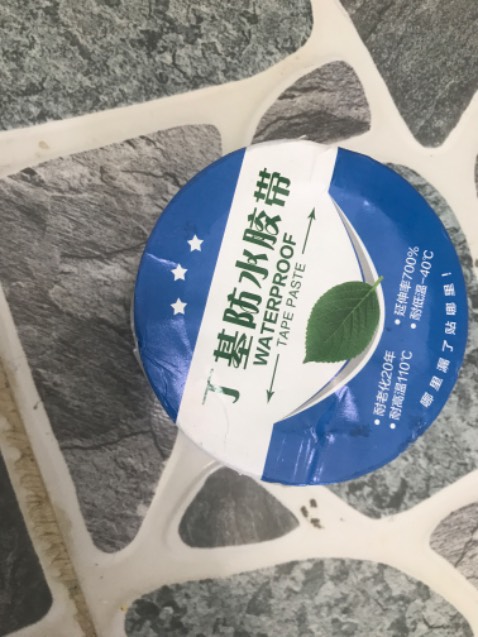 丁基防水胶带
WATERPROOF
TAPE PASTE
• 耐老化20年
• 耐高温110℃
• 延伸率700%
• 耐低温-40℃
哪里漏了贴哪里!